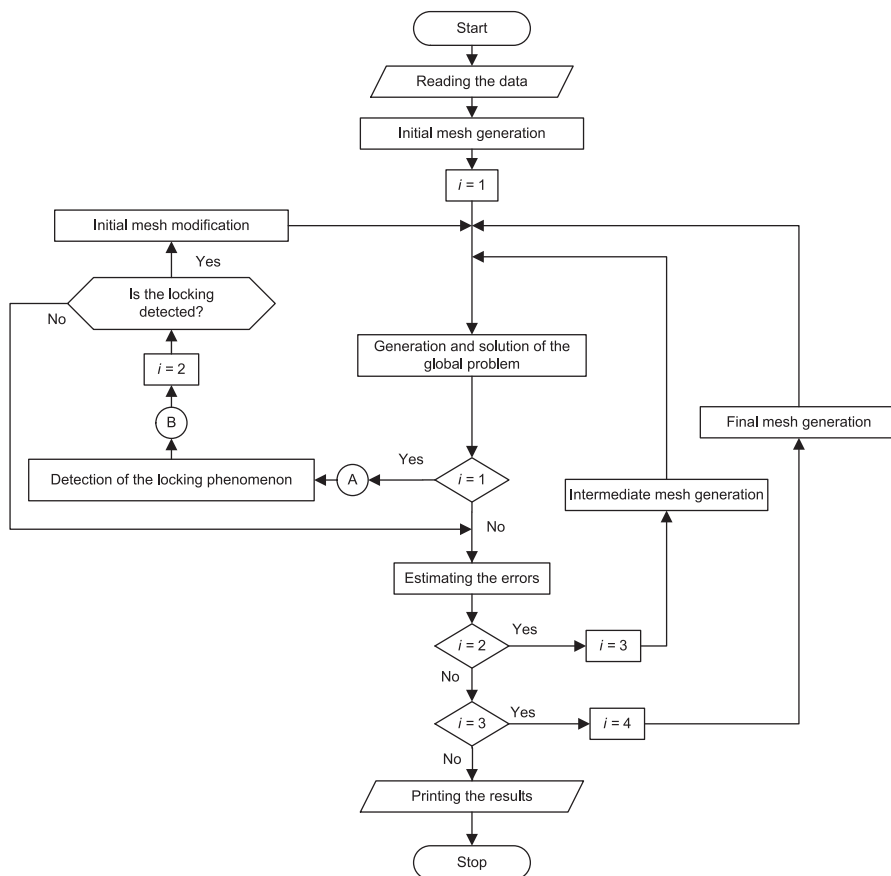 Start
Reading the data
Initial mesh generation
i = 1
Initial mesh modification
Yes
Is the locking
detected?
No
i = 2
Generation and solution of the
global problem
B
Final mesh generation
Detection of the locking phenomenon
A
Yes
i = 1
Intermediate mesh generation
No
Estimating the errors
i = 2
Yes
i = 3
No
i = 3
Yes
i = 4
No
Printing the results
Stop